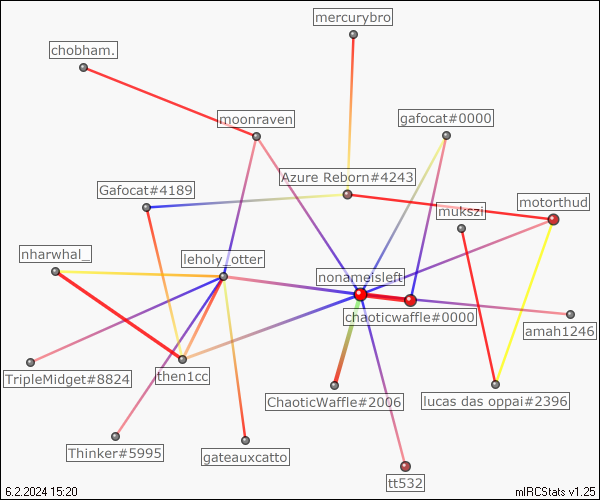 mercurybro
chobham.
moonraven
gafocat#0000
Azure Reborn#4243
Gafocat#4189
mukszi
motorthud
nharwhal_
leholy_otter
nonameisleft
chaoticwaffle#0000
amah1246
TripleMidget#8824
then1cc
ChaoticWaffle#2006
lucas das oppai#2396
Thinker#5995
gateauxcatto
tt532
6.2.2024 15:20
mIRCStats v1.25